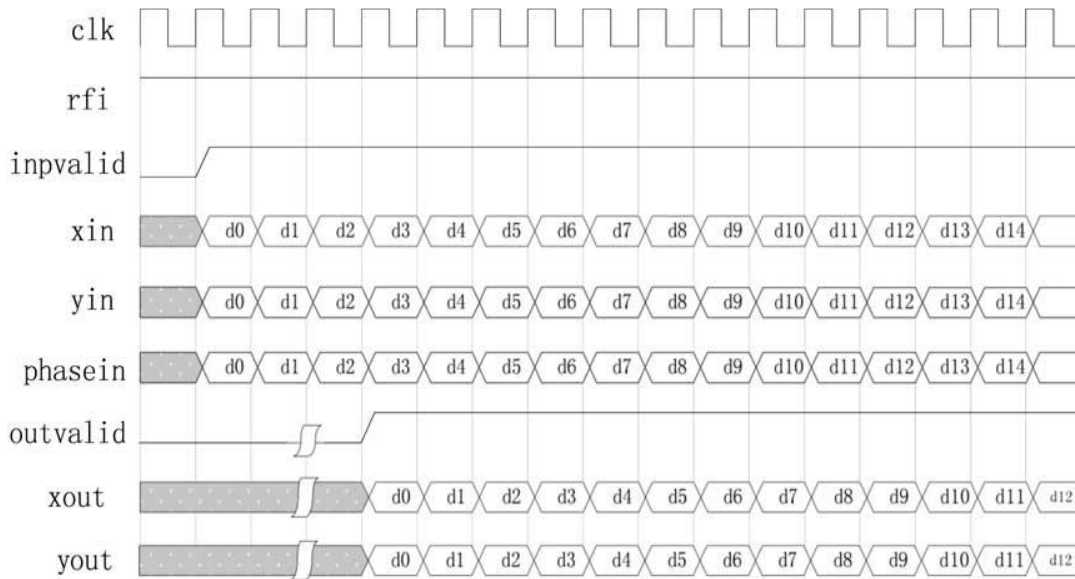 clk
rfi
inpvalid
xin d0 d1 d2 d3 d4 d5 d6 d7 d8 d9 d10 d11 d12 d13 d14
yin d0 d1 d2 d3 d4 d5 d6 d7 d8 d9 d10 d11 d12 d13 d14
phasein d0 d1 d2 d3 d4 d5 d6 d7 d8 d9 d10 d11 d12 d13 d14
outvalid
xout d0 d1 d2 d3 d4 d5 d6 d7 d8 d9 d10 d11 d12
yout d0 d1 d2 d3 d4 d5 d6 d7 d8 d9 d10 d11 d12